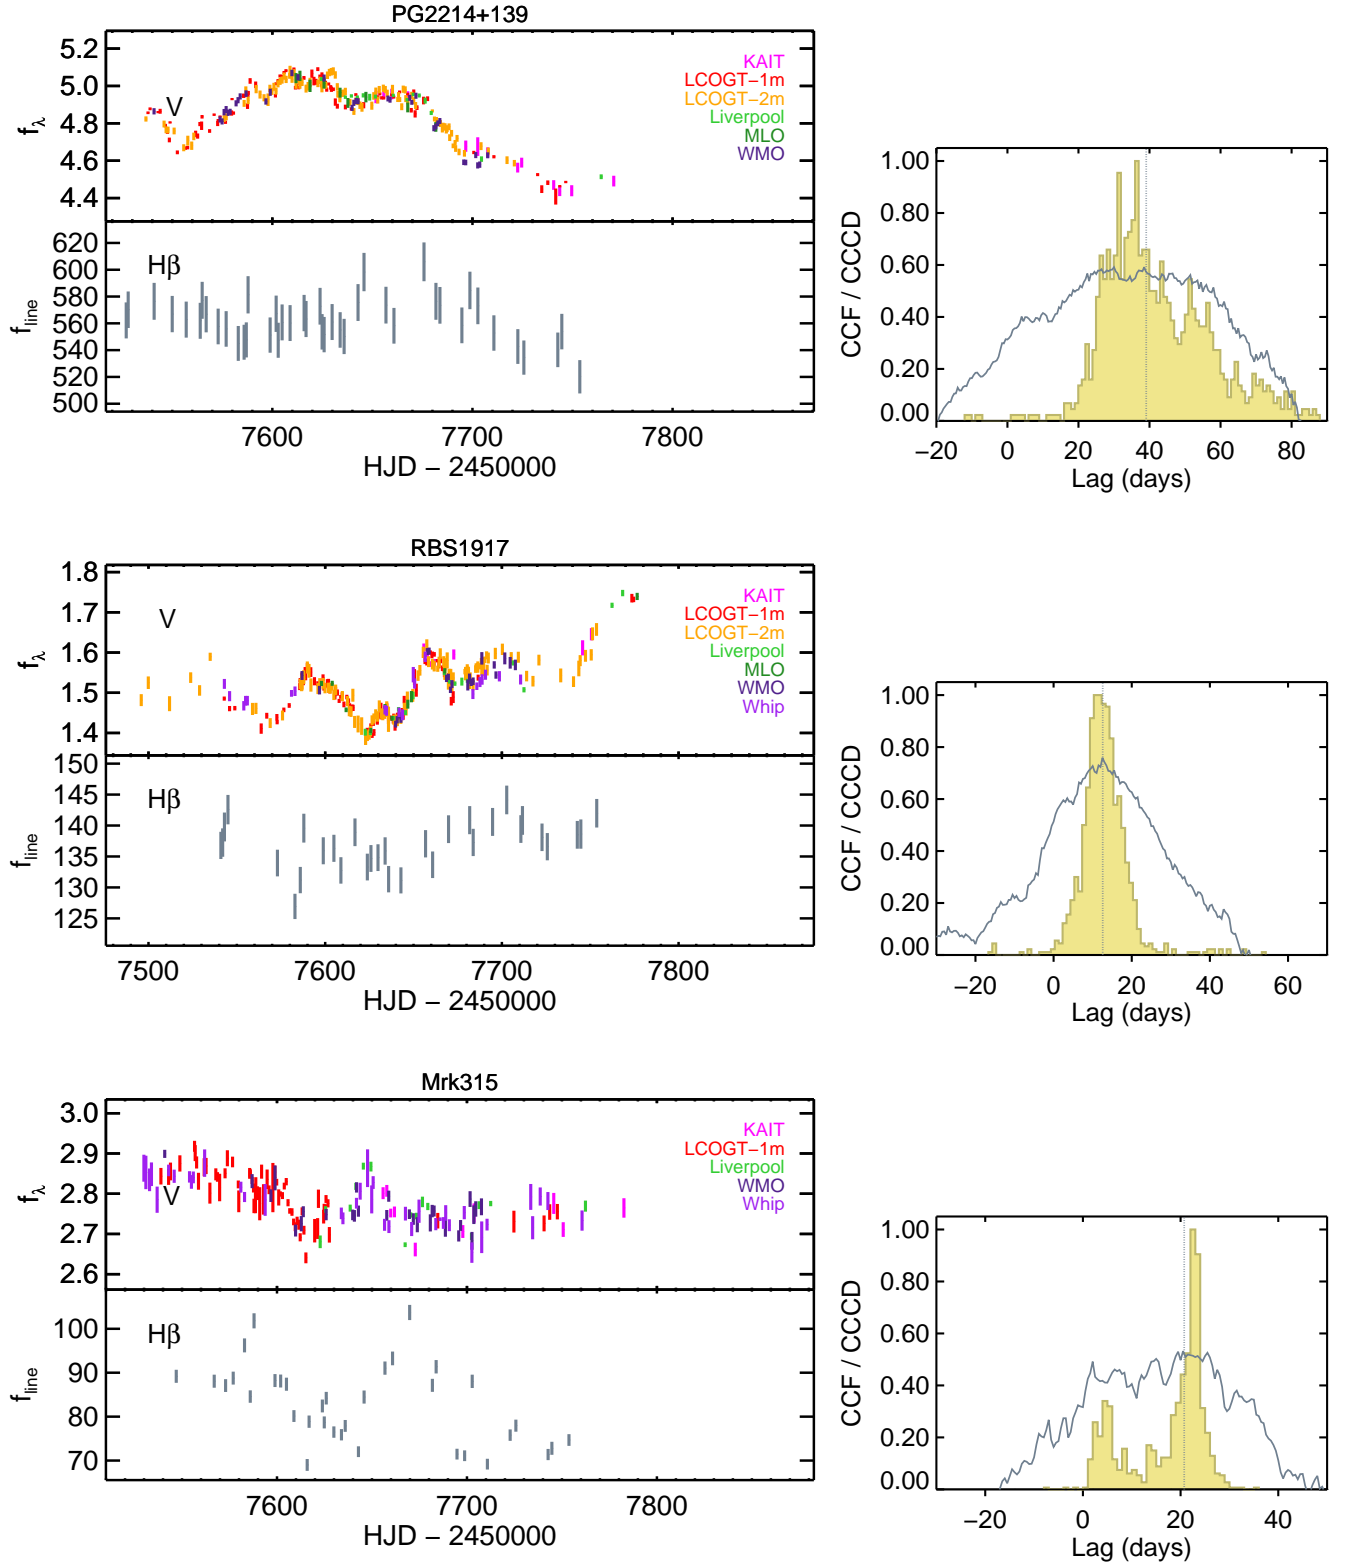 PG2214+139
5.2
5.0
4.8
4.6
4.4
fλ
V
KAIT
LCOGT−1m
LCOGT−2m
Liverpool
MLO
WMO
620
600
580
560
540
520
500
fline
Hβ
7600 7700 7800
HJD − 2450000
1.00
0.80
0.60
0.40
0.20
0.00
CCF / CCCD
−20 0 20 40 60 80
Lag (days)
RBS1917
1.8
1.7
1.6
1.5
1.4
fλ
V
KAIT
LCOGT−1m
LCOGT−2m
Liverpool
MLO
WMO
Whip
150
145
140
135
130
125
fline
Hβ
7500 7600 7700 7800
HJD − 2450000
1.00
0.80
0.60
0.40
0.20
0.00
CCF / CCCD
−20 0 20 40 60
Lag (days)
Mrk315
3.0
2.9
2.8
2.7
2.6
fλ
V
KAIT
LCOGT−1m
Liverpool
WMO
Whip
100
90
80
70
fline
Hβ
7600 7700 7800
HJD − 2450000
1.00
0.80
0.60
0.40
0.20
0.00
CCF / CCCD
−20 0 20 40
Lag (days)